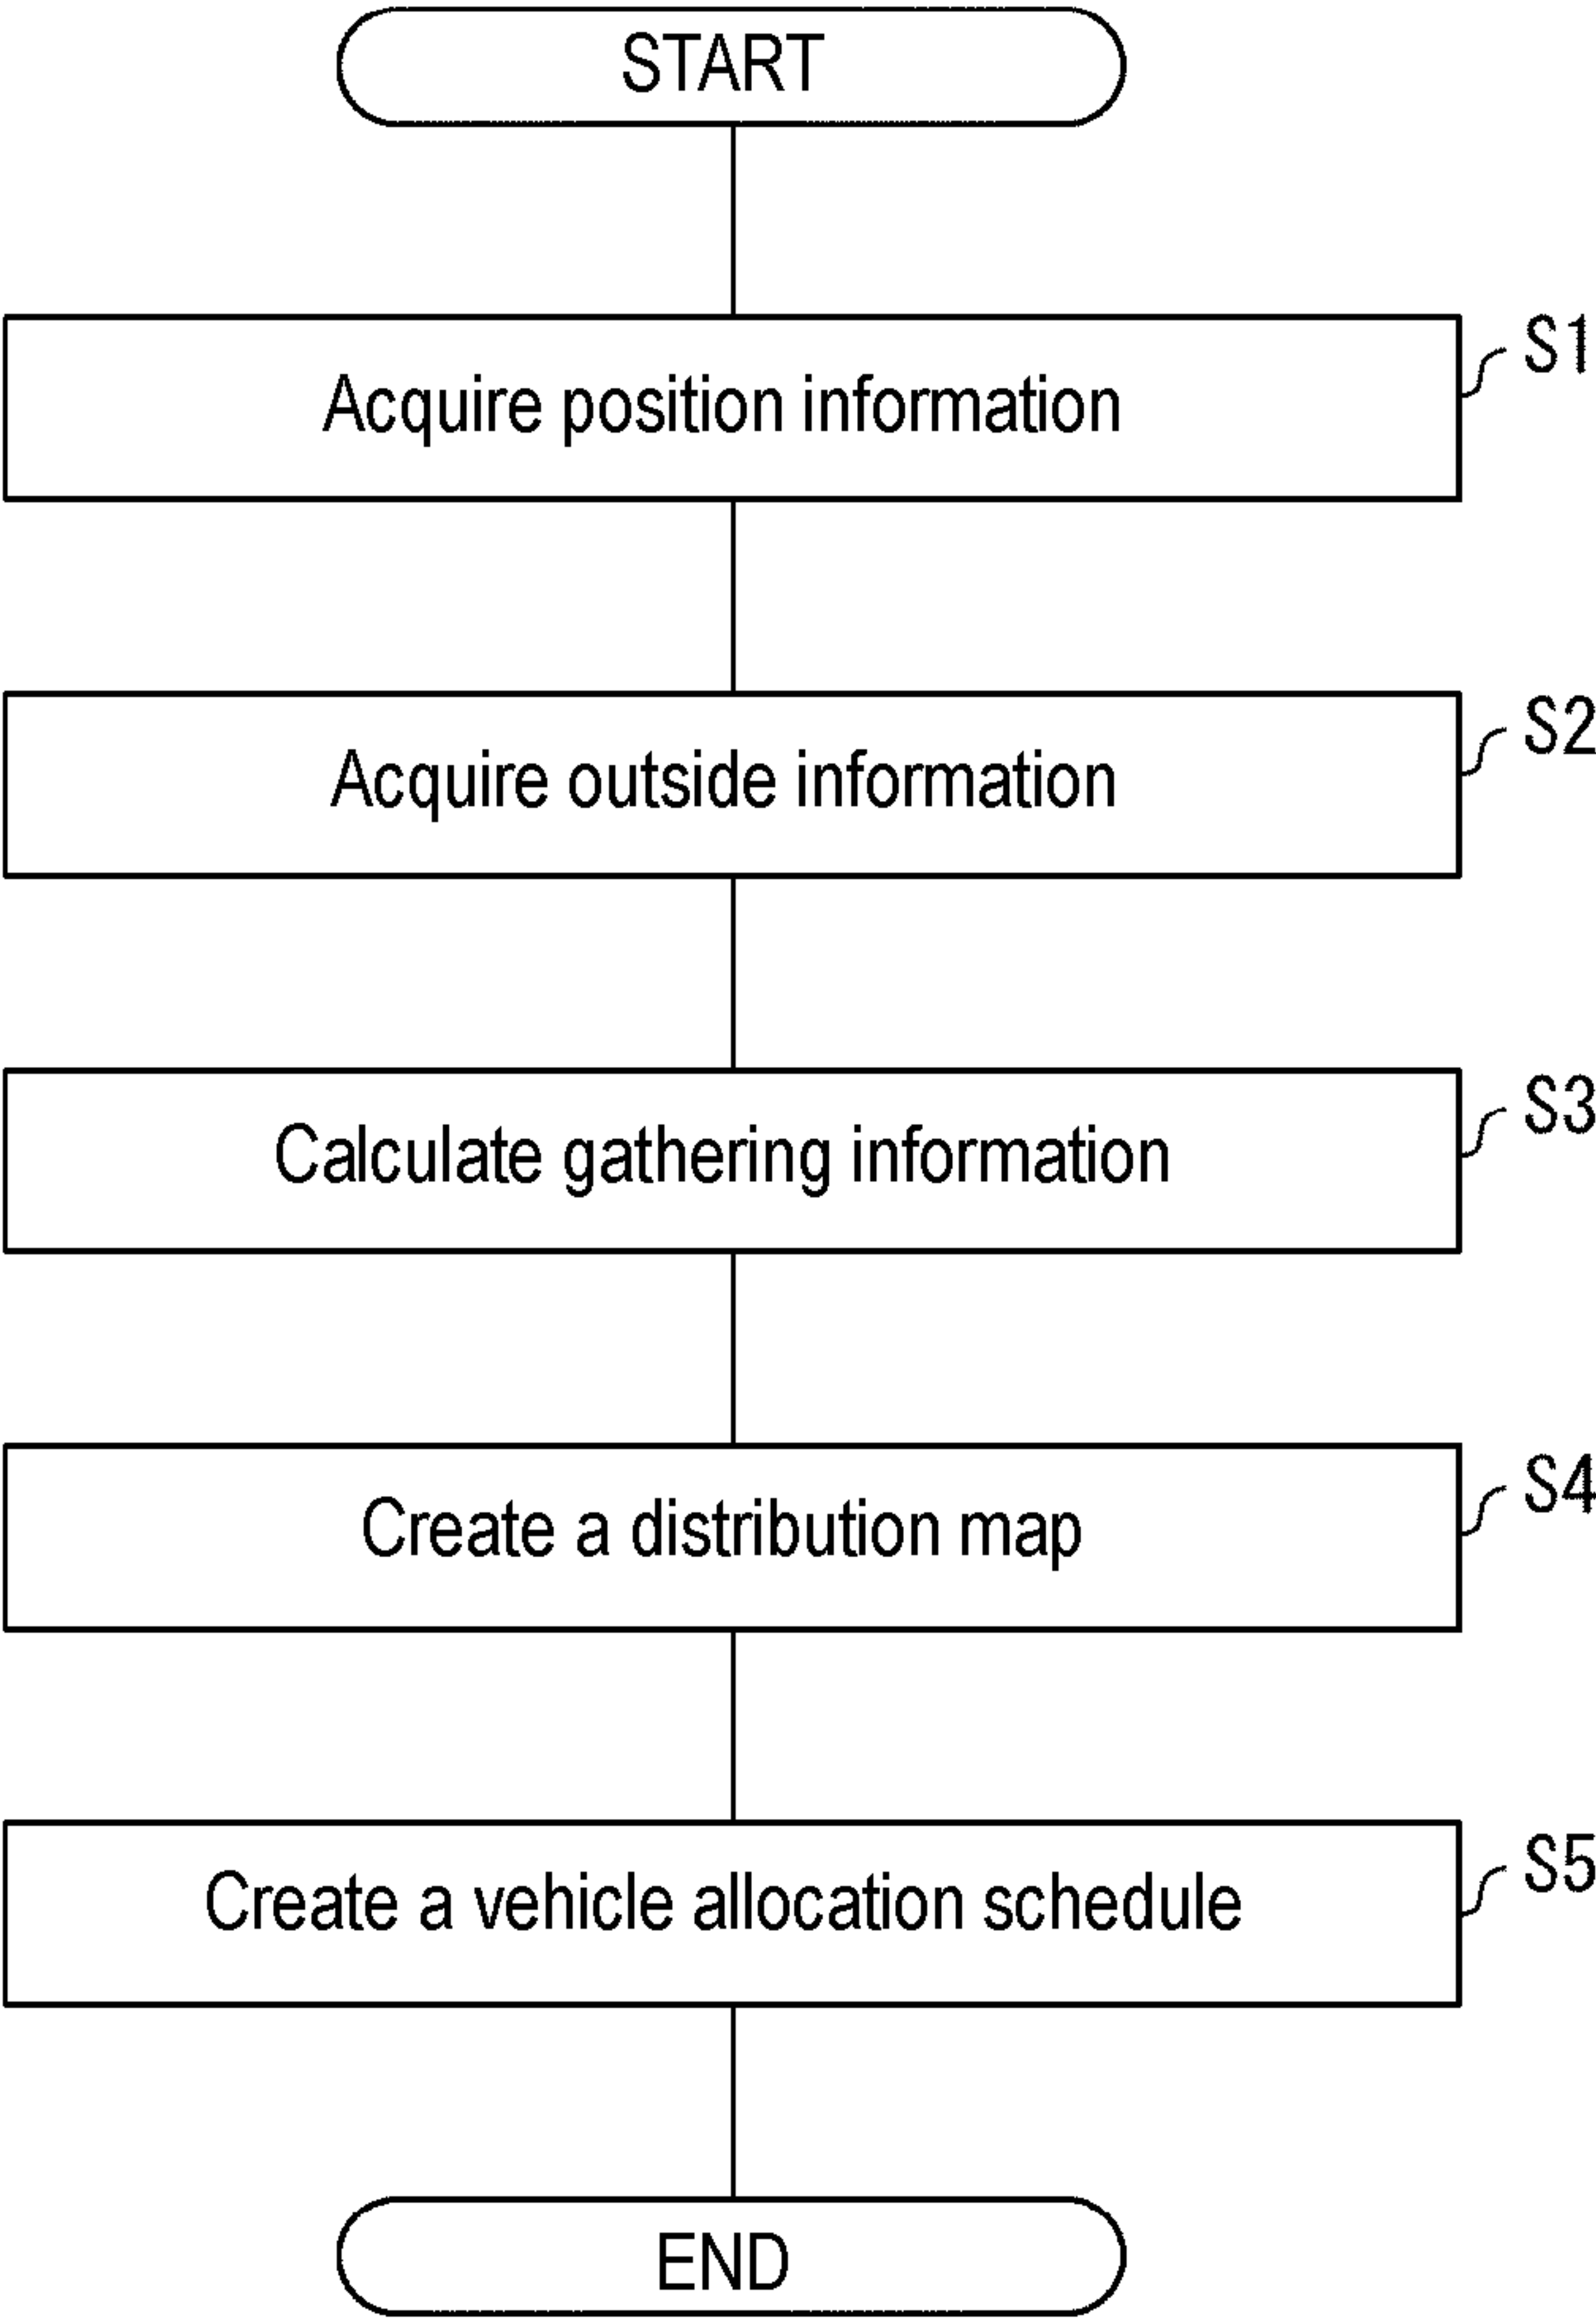 START
Acquire position information
S1
Acquire outside information
S2
Calculate gathering information
S3
Create a distribution map
S4
Create a vehicle allocation schedule
S5
END